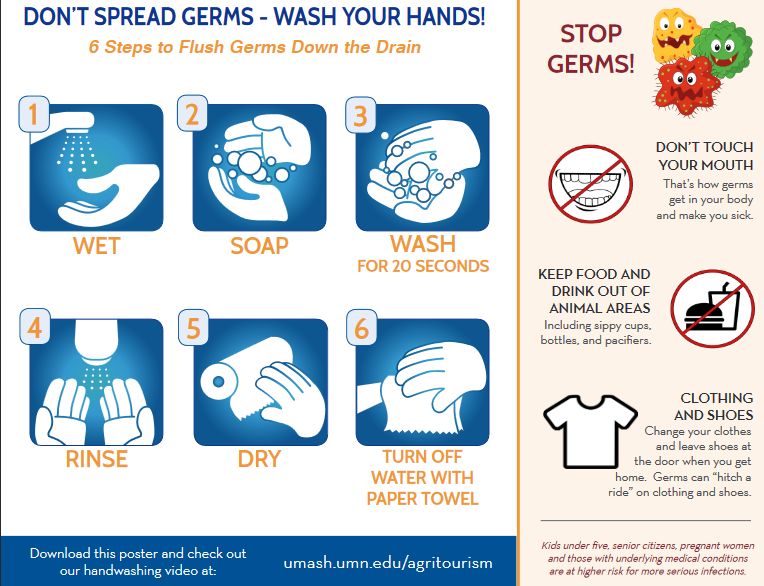 DON'T SPREAD GERMS - WASH YOUR HANDS!
6 Steps to Flush Germs Down the Drain
1
WET
2
SOAP
3
WASH
FOR 20 SECONDS
4
RINSE
5
DRY
6
TURN OFF
WATER WITH
PAPER TOWEL
Download this poster and check out
our handwashing video at:
umash.umn.edu/agritourism
STOP
GERMS!
DON'T TOUCH
YOUR MOUTH
That's how germs
get in your body
and make you sick.
KEEP FOOD AND
DRINK OUT OF
ANIMAL AREAS
Including sippy cups,
bottles, and pacifiers.
CLOTHING
AND SHOES
Change your clothes
and leave shoes at
the door when you get
home. Germs can "hitch a
ride" on clothing and shoes.
Kids under five, senior citizens, pregnant women
and those with underlying medical conditions
are at higher risk for more serious infections.